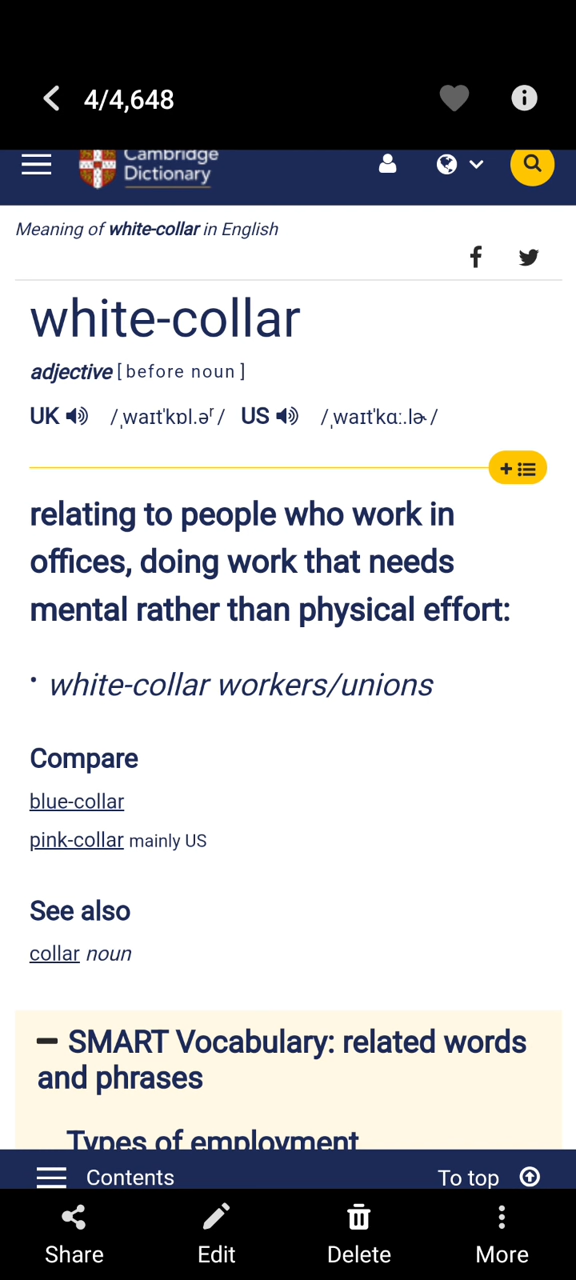 4/4,648
Cambridge
Dictionary
Meaning of white-collar in English
white-collar
adjective [ before noun ]
UK /ˌwaɪtˈkɒl.əʳ/ US /ˌwaɪtˈkɑː.lɚ/
relating to people who work in
offices, doing work that needs
mental rather than physical effort:
• white-collar workers/unions
Compare
blue-collar
pink-collar mainly US
See also
collar noun
SMART Vocabulary: related words
and phrases
Types of employment
Contents To top
Share Edit Delete More